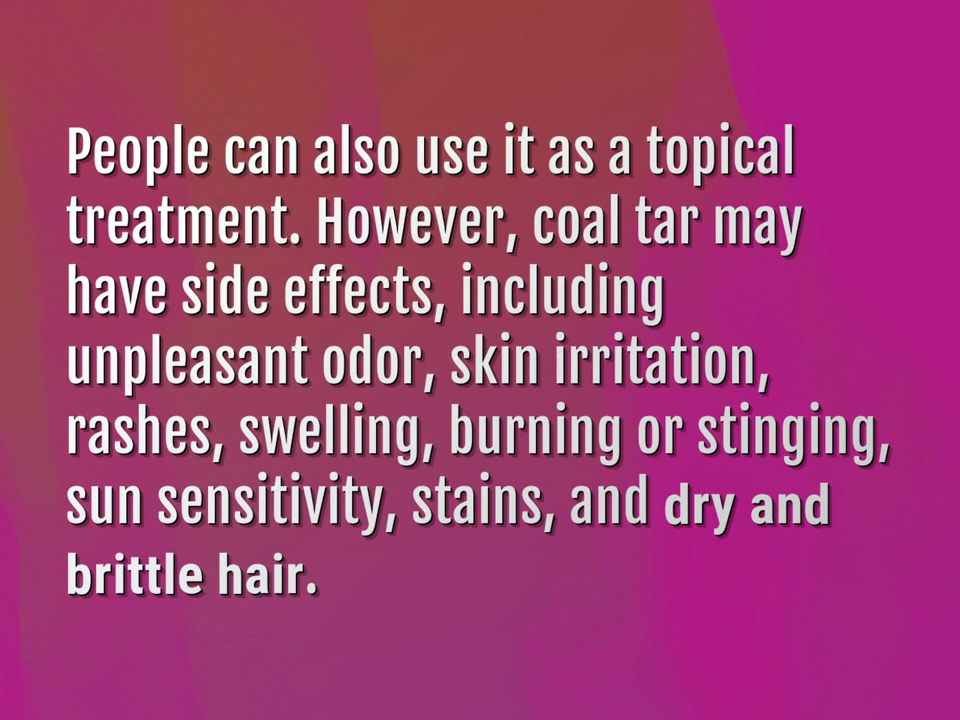 People can also use it as a topical
treatment. However, coal tar may
have side effects, including
unpleasant odor, skin irritation,
rashes, swelling, burning or stinging,
sun sensitivity, stains, and dry and
brittle hair.